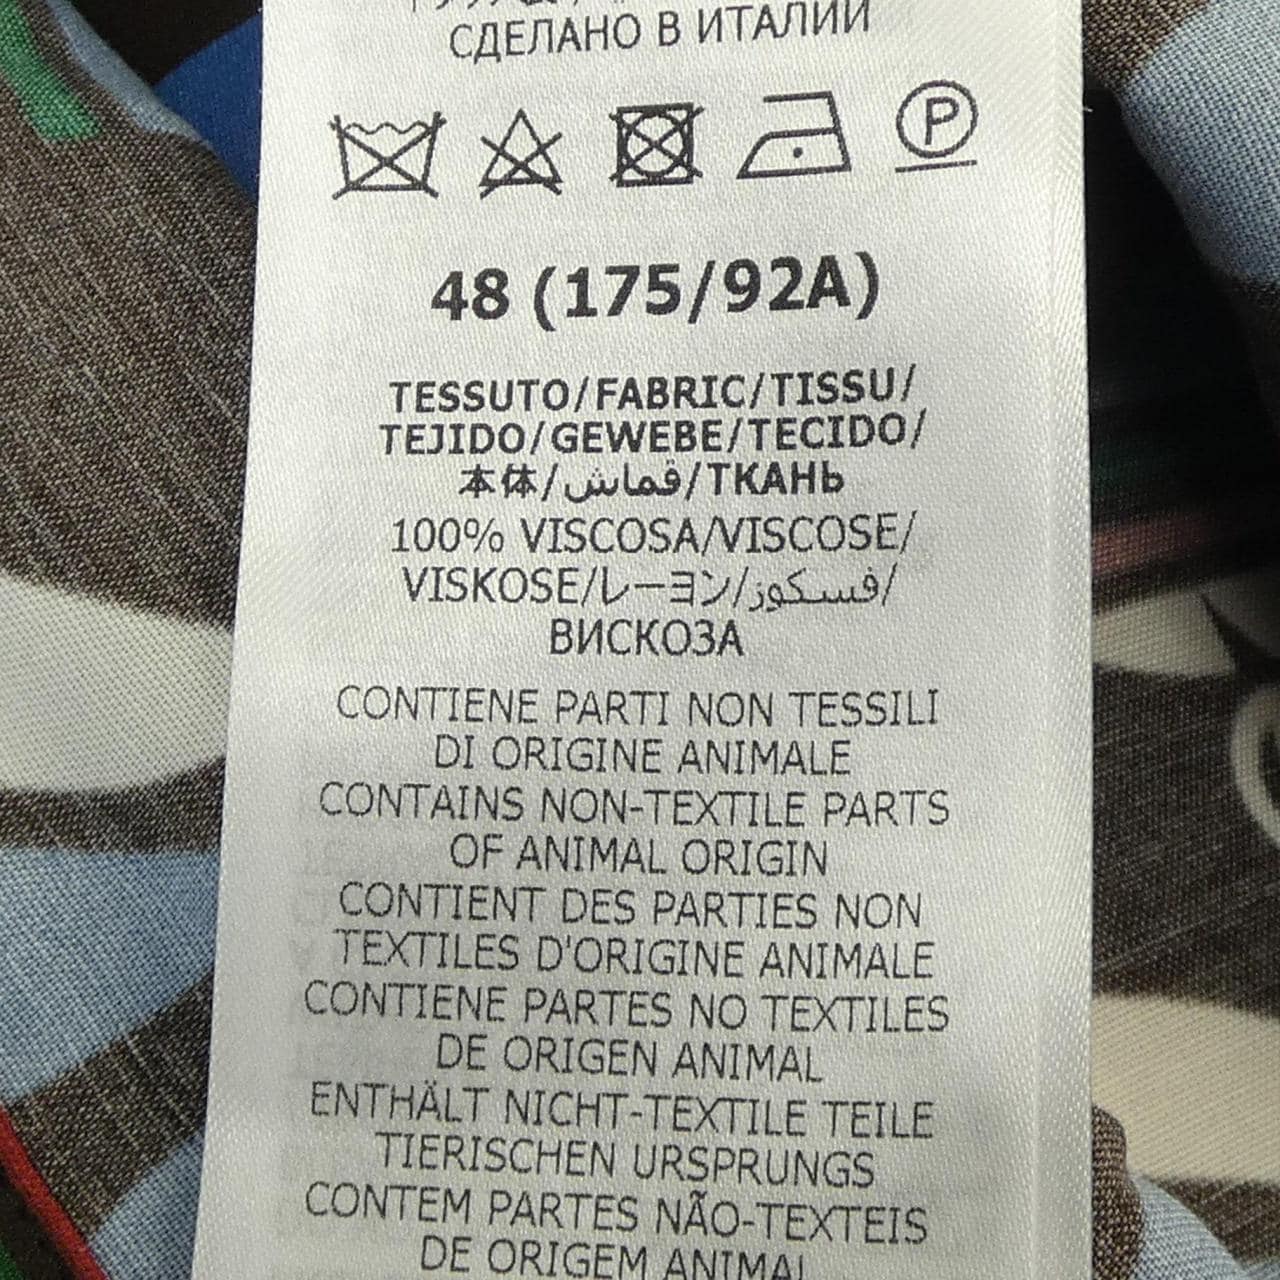 СДЕЛАНО В ИТАЛИИ
P
48 (175/92A)
TESSUTO/FABRIC/TISSU/
TEJIDO/GEWEBE/TECIDO/
本体/قماش/ТКАНЬ
100% VISCOSA/VISCOSE/
VISKOSE/レーヨン/فسكوز/
ВИСКОЗА
CONTIENE PARTI NON TESSILI
DI ORIGINE ANIMALE
CONTAINS NON-TEXTILE PARTS
OF ANIMAL ORIGIN
CONTIENT DES PARTIES NON
TEXTILES D'ORIGINE ANIMALE
CONTIENE PARTES NO TEXTILES
DE ORIGEN ANIMAL
ENTHÄLT NICHT-TEXTILE TEILE
TIERISCHEN URSPRUNGS
CONTEM PARTES NÃO-TEXTEIS
DE ORIGEM ANIMAL